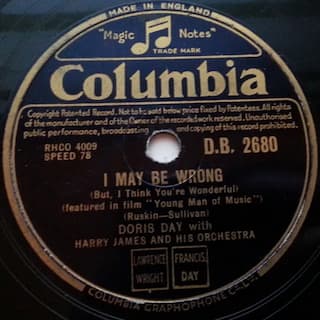 MADE IN ENGLAND
"Magic Notes"
TRADE MARK
Columbia
Copyright Patented Record. Not to be sold below price fixed by Patentees. All rights
of the manufacturer and of the Owner of the recorded work reserved. Unauthorised
public performance, broadcasting and copying of this record prohibited.
RHCO 4009
SPEED 78
D.B. 2680
I MAY BE WRONG
(But, I Think You're Wonderful)
(featured in film "Young Man of Music")
(Ruskin—Sullivan)
DORIS DAY with
HARRY JAMES AND HIS ORCHESTRA
LAWRENCE
WRIGHT
FRANCIS,
DAY
COLUMBIA GRAPHOPHONE Co. Ltd.